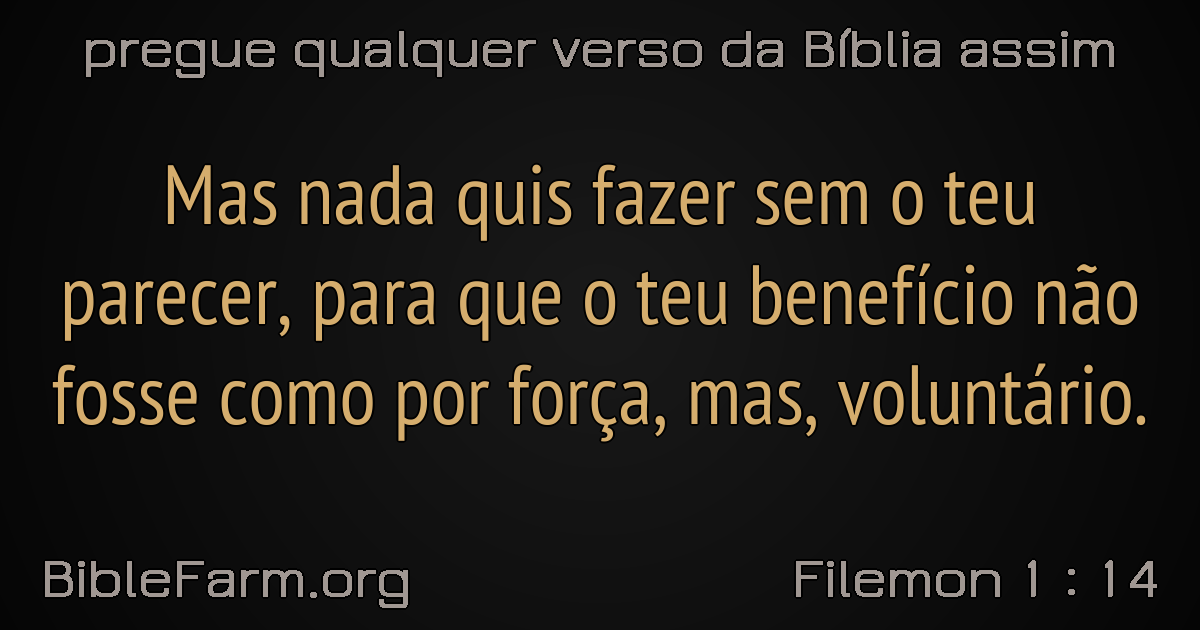 pregue qualquer verso da Bíblia assim
Mas nada quis fazer sem o teu
parecer, para que o teu benefício não
fosse como por força, mas, voluntário.
BibleFarm.org
Filemon 1 : 14